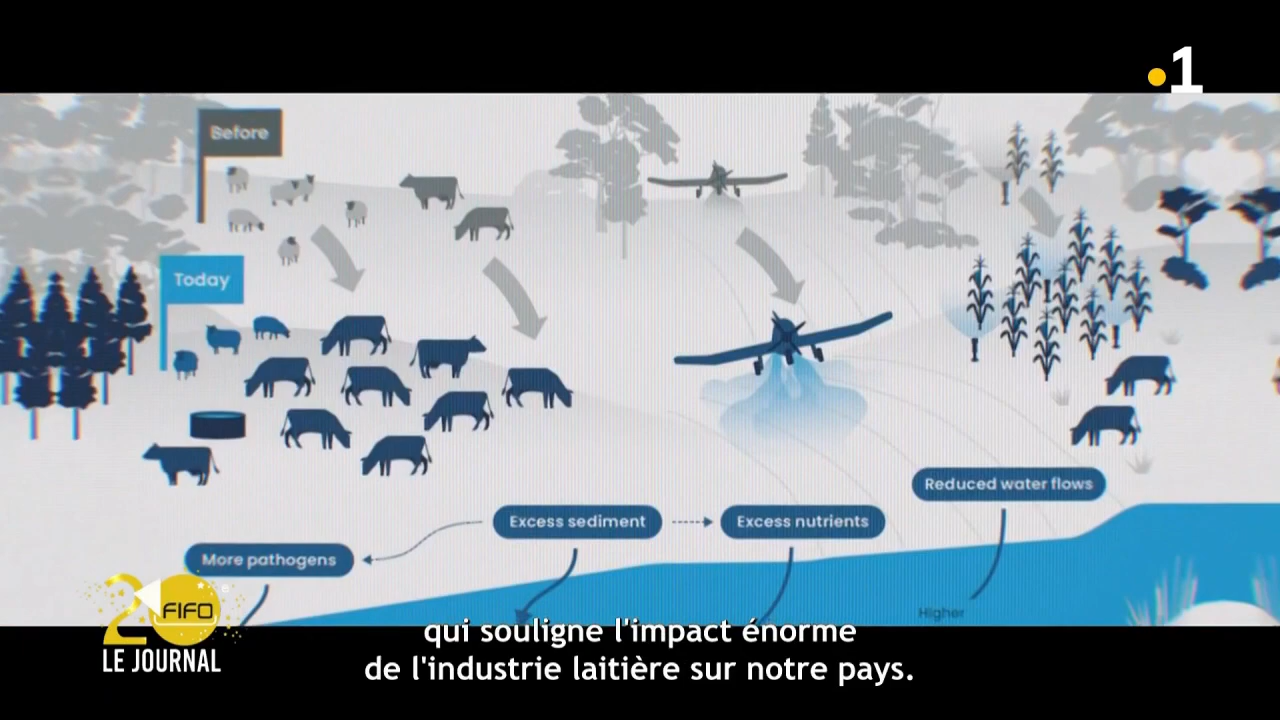 1
Before
Today
Reduced water flows
Excess sediment
Excess nutrients
More pathogens
Higher
20 FIFO
LE JOURNAL
qui souligne l'impact énorme
de l'industrie laitière sur notre pays.